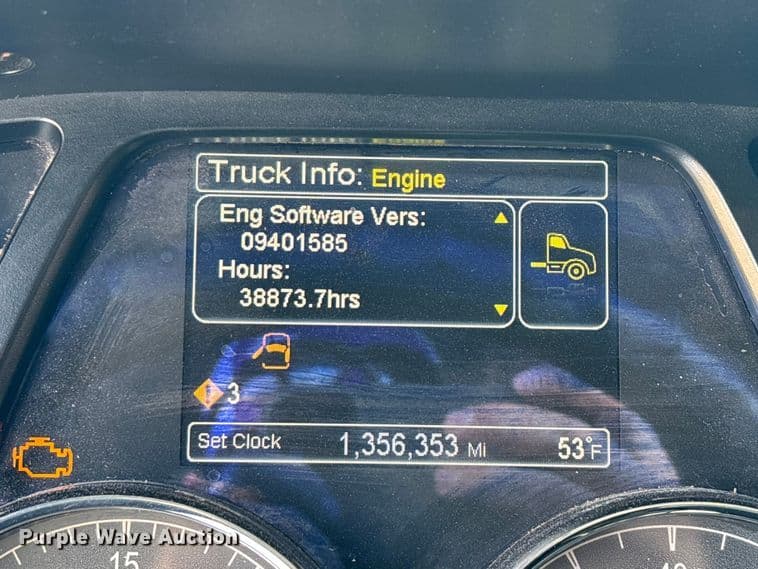 Truck Info: Engine
Eng Software Vers:
09401585
Hours:
38873.7hrs
3
Set Clock 1,356,353 Mi 53°F
15
Purple Wave Auction